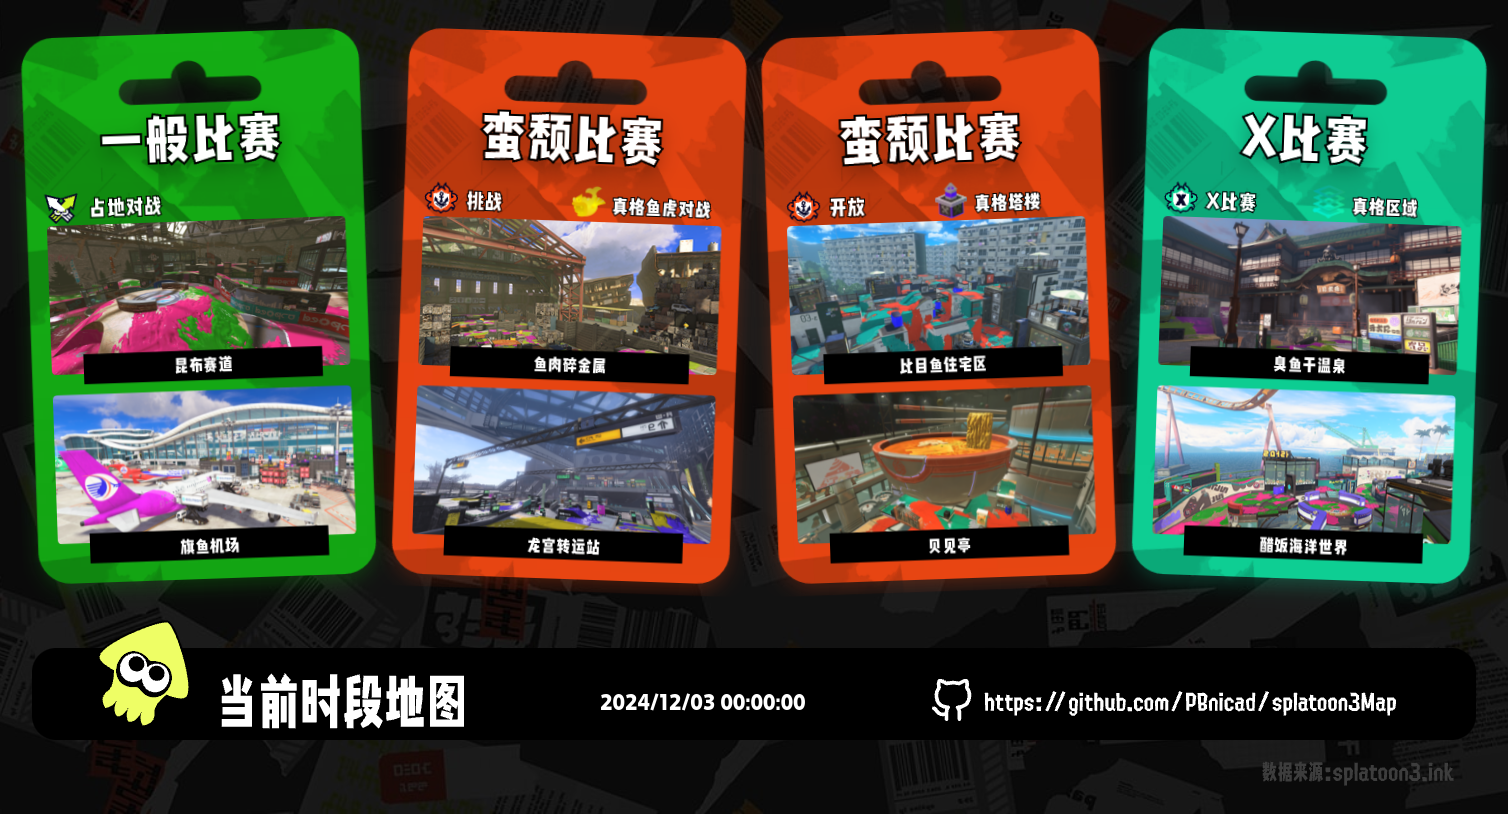 一般比赛
占地对战
昆布赛道
旗鱼机场
蛮颓比赛
挑战
真格鱼虎对战
鱼肉碎金属
龙宫转运站
蛮颓比赛
开放
真格塔楼
比目鱼住宅区
贝见亭
X比赛
X比赛
真格区域
臭鱼干温泉
醋饭海洋世界
当前时段地图
2024/12/03 00:00:00
https://github.com/PBnicad/splatoon3Map
数据来源:splatoon3.ink